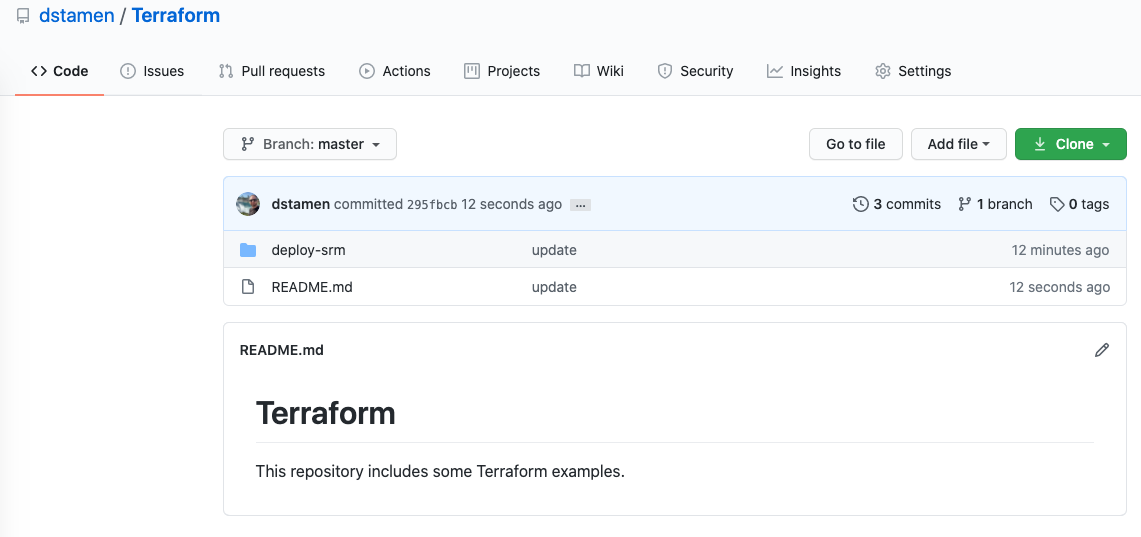 dstamen / Terraform
Code Issues Pull requests Actions Projects Wiki Security Insights Settings
Branch: master Go to file Add file Clone
dstamen committed 295fbcb 12 seconds ago ... 3 commits 1 branch 0 tags
deploy-srm update 12 minutes ago
README.md update 12 seconds ago
README.md
Terraform
This repository includes some Terraform examples.